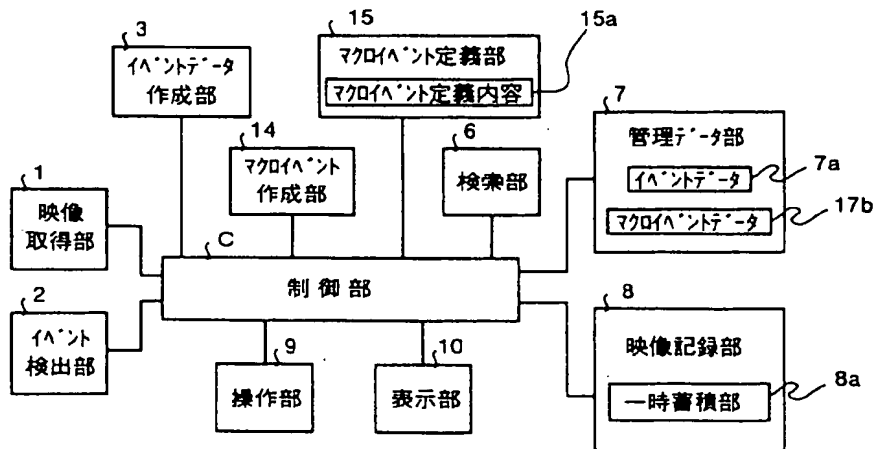 3
イベントデータ
作成部
15
マクロイベント定義部
マクロイベント定義内容
15a
14
マクロイベント
作成部
6
検索部
7
管理データ部
イベントデータ
7a
マクロイベントデータ
17b
1
映像
取得部
C
制御部
2
イベント
検出部
9
操作部
10
表示部
8
映像記録部
一時蓄積部
8a